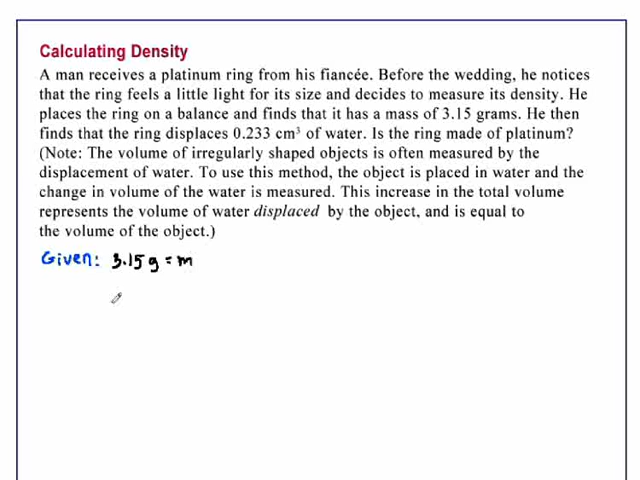 Calculating Density
A man receives a platinum ring from his fiancée. Before the wedding, he notices
that the ring feels a little light for its size and decides to measure its density. He
places the ring on a balance and finds that it has a mass of 3.15 grams. He then
finds that the ring displaces 0.233 cm³ of water. Is the ring made of platinum?
(Note: The volume of irregularly shaped objects is often measured by the
displacement of water. To use this method, the object is placed in water and the
change in volume of the water is measured. This increase in the total volume
represents the volume of water displaced by the object, and is equal to
the volume of the object.)
Given: 3.15 g = m